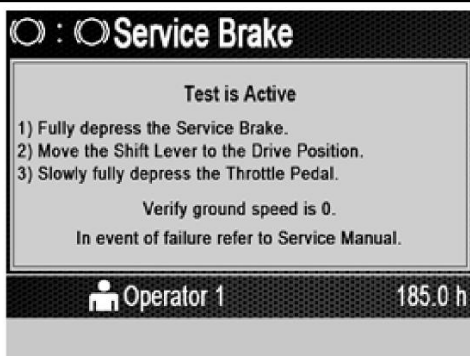 : Service Brake
Test is Active
1) Fully depress the Service Brake.
2) Move the Shift Lever to the Drive Position.
3) Slowly fully depress the Throttle Pedal.
Verify ground speed is 0.
In event of failure refer to Service Manual.
Operator 1 185.0 h